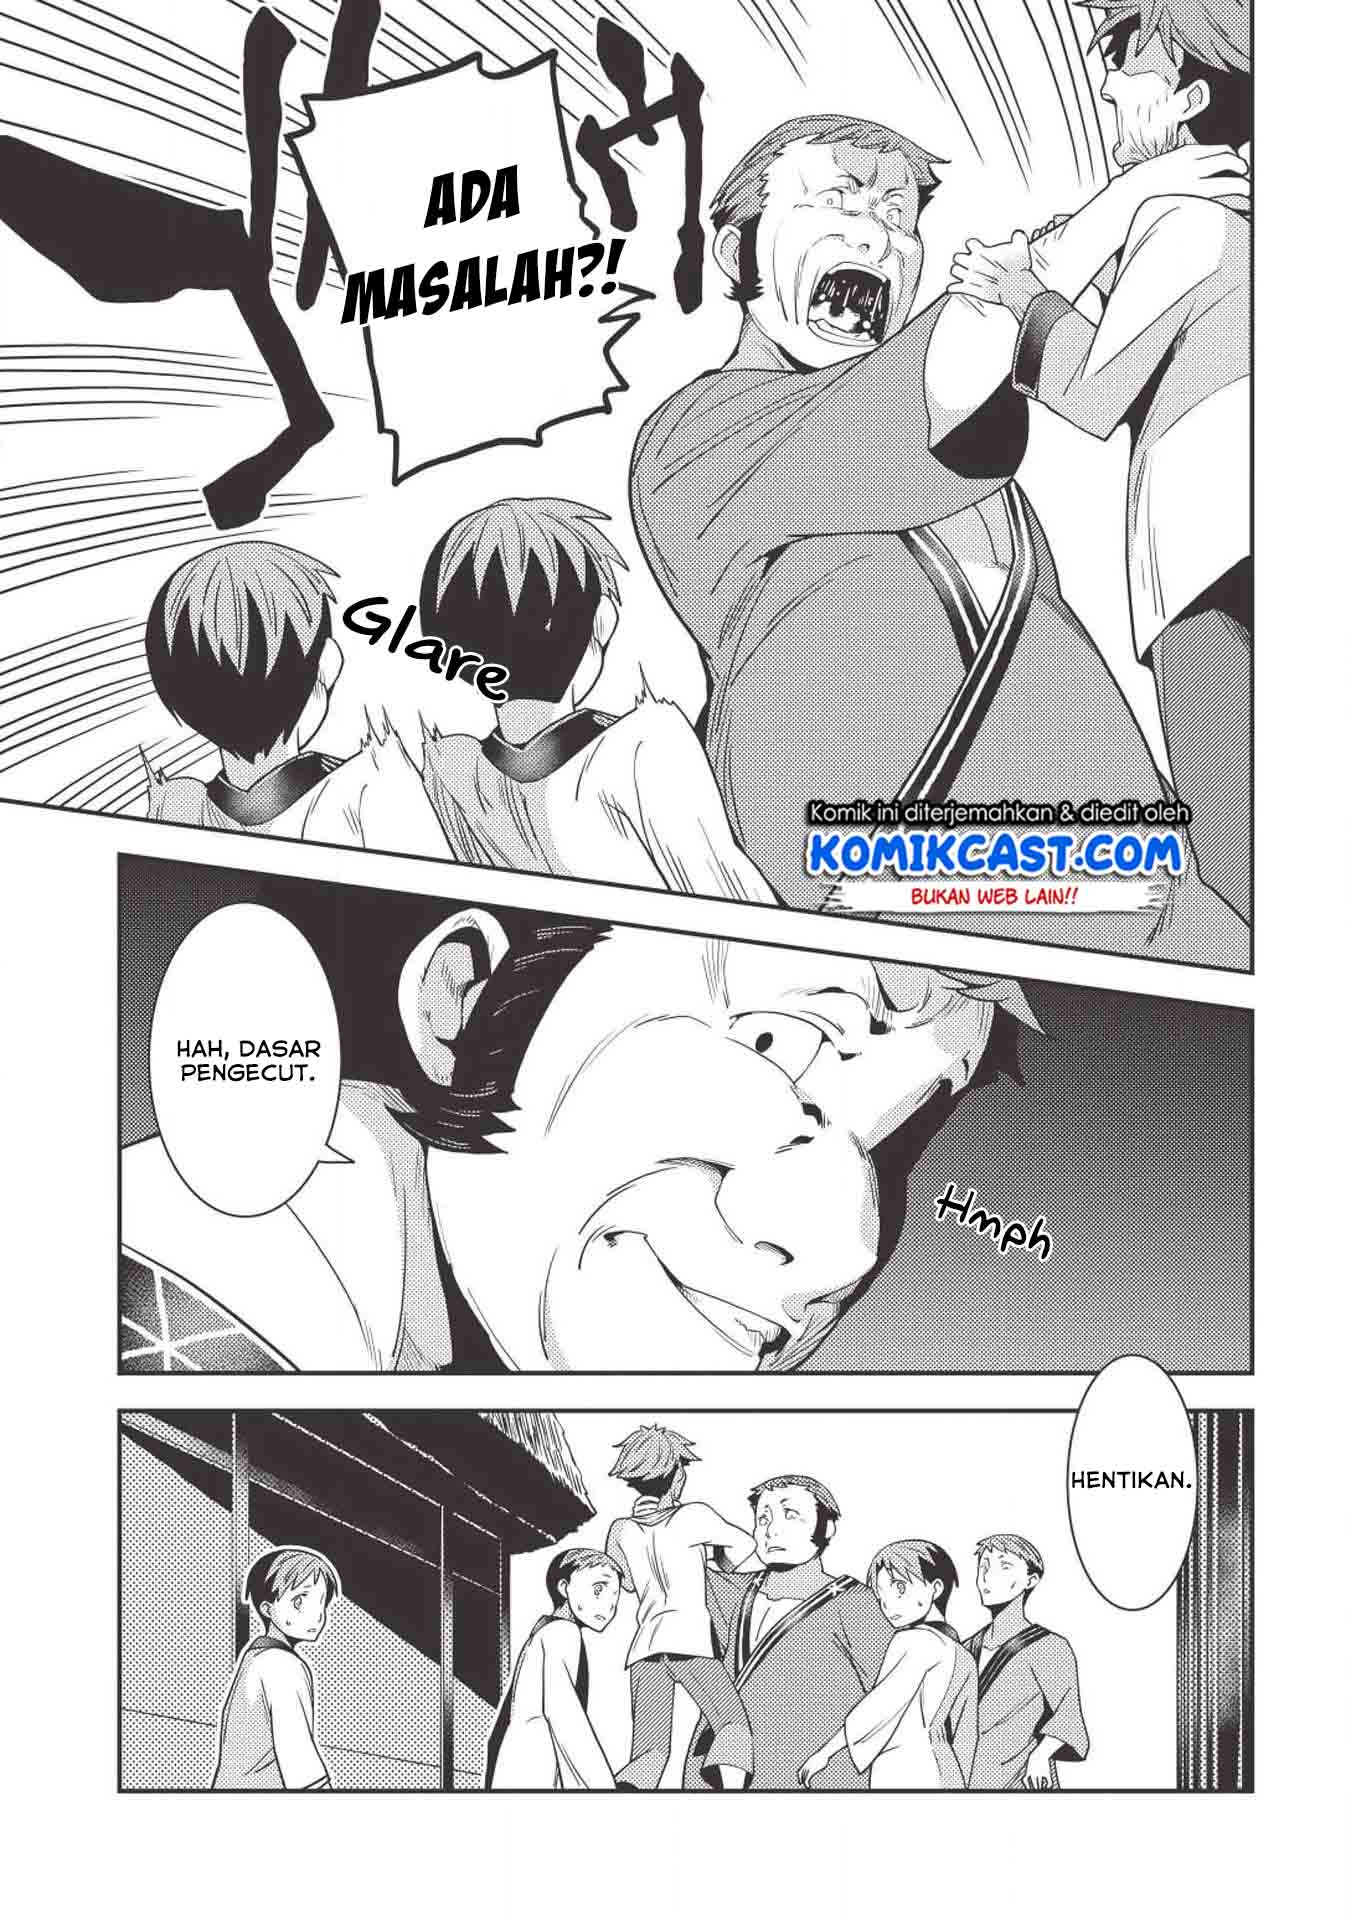 ADA
MASALAH?!
Glare
Komik ini diterjemahkan & diedit oleh
KOMIKCAST.COM
BUKAN WEB LAIN!!
HAH, DASAR
PENGECUT.
Hmph
HENTIKAN.